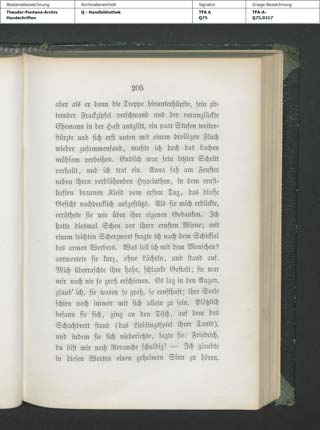 Bestandsbezeichnung Archivalieneinheit Signatur Image-Bezeichnung
Theodor-Fontane-Archiv Q - Handbibliothek TFA A TFA-A-
Handschriften Q75 Q75,0217
205
aber als er dann die Treppe hinunterhüpfte, sein zit-
ternder Frackzipfel verschwand und der verunglückte
Ehemann in der Hast ausglitt, ein paar Stufen weiter-
stürzte und sich erst unten mit einem drolligen Fluch
wieder zusammenfand, mußte ich doch das Lachen
mühsam verbeißen. Endlich war sein letzter Schritt
verhallt, und ich trat ein. Anna saß am Fenster
neben ihren verblühenden Hyacinthen, in dem ernst-
haften braunen Kleid vom ersten Tag, das blasse
Gesicht nachdenklich aufgestützt. Als sie mich erblickte,
erröthete sie wie über ihre eigenen Gedanken. Ich
hatte diesmal Scheu vor ihrer ernsten Miene; mit
einem leichten Scherzwort fragte ich nach dem Schicksal
des armen Werbers. Was soll ich mit dem Menschen?
antwortete sie kurz, ohne Lächeln, und stand auf.
Mich überraschte ihre hohe, schlanke Gestalt; sie war
mir noch nie so groß erschienen. Es lag in den Augen,
glaub' ich, sie waren so groß, so ernsthaft; ihre Seele
schien noch immer mit sich allein zu sein. Plötzlich
besann sie sich, ging an den Tisch, auf dem das
Schachbrett stand (das Lieblingsspiel ihrer Tante),
und indem sie sich niedersetzte, sagte sie: Friedrich,
du bist mir noch Revanche schuldig! — Ich glaubte
in diesen Worten einen geheimen Sinn zu hören.